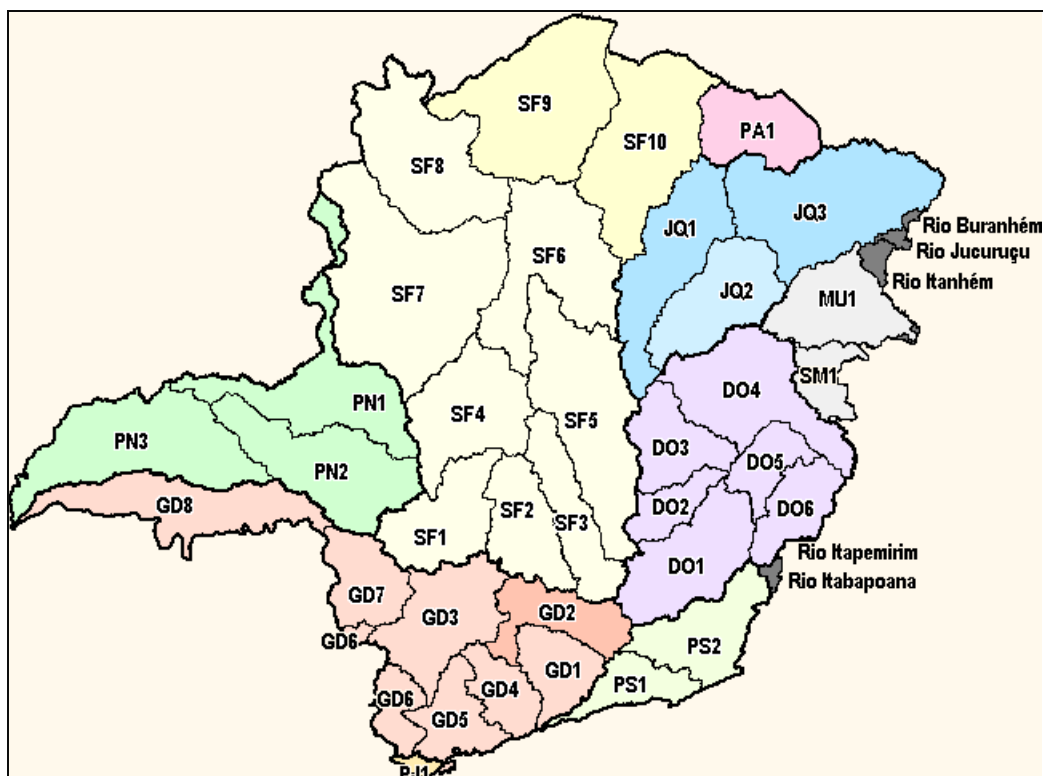 SF9
PA1
SF10
SF8
JQ3
JQ1
Rio Buranhém
Rio Jucuruçu
SF6
Rio Itanhém
SF7
JQ2
MU1
SM1
DO4
PN1
SF4
SF5
PN3
DO3
DO5
PN2
GD8
DO2
DO6
SF2
SF3
SF1
Rio Itapemirim
DO1
Rio Itabapoana
GD7
GD3
GD2
GD6
PS2
GD1
PS1
GD6
GD4
GD5
PJ1